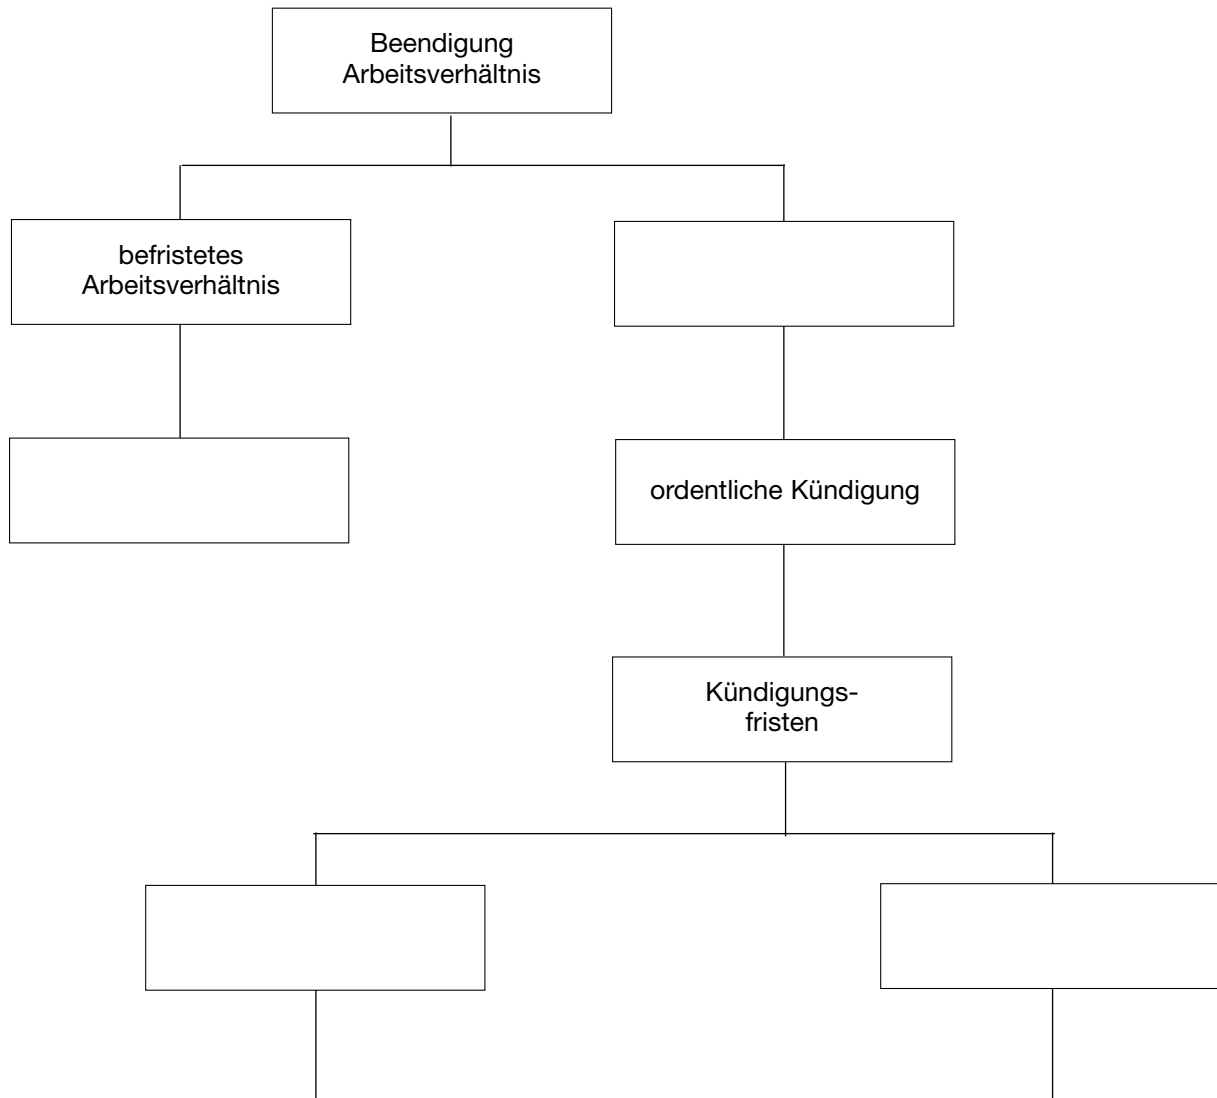 Beendigung
Arbeitsverhältnis
befristetes
Arbeitsverhältnis
ordentliche Kündigung
Kündigungs-
fristen